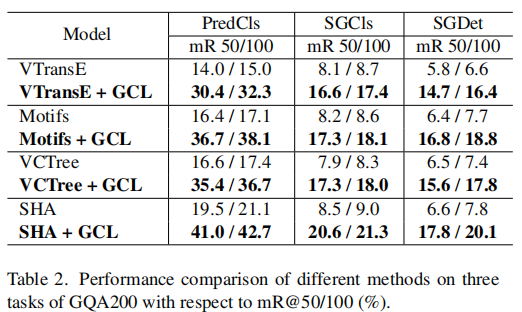 Model PredCls SGCls SGDet
mR 50/100 mR 50/100 mR 50/100
VTransE 14.0 / 15.0 8.1 / 8.7 5.8 / 6.6
VTransE + GCL 30.4 / 32.3 16.6 / 17.4 14.7 / 16.4
Motifs 16.4 / 17.1 8.2 / 8.6 6.4 / 7.7
Motifs + GCL 36.7 / 38.1 17.3 / 18.1 16.8 / 18.8
VCTree 16.6 / 17.4 7.9 / 8.3 6.5 / 7.4
VCTree + GCL 35.4 / 36.7 17.3 / 18.0 15.6 / 17.8
SHA 19.5 / 21.1 8.5 / 9.0 6.6 / 7.8
SHA + GCL 41.0 / 42.7 20.6 / 21.3 17.8 / 20.1
Table 2. Performance comparison of different methods on three
tasks of GQA200 with respect to mR@50/100 (%).